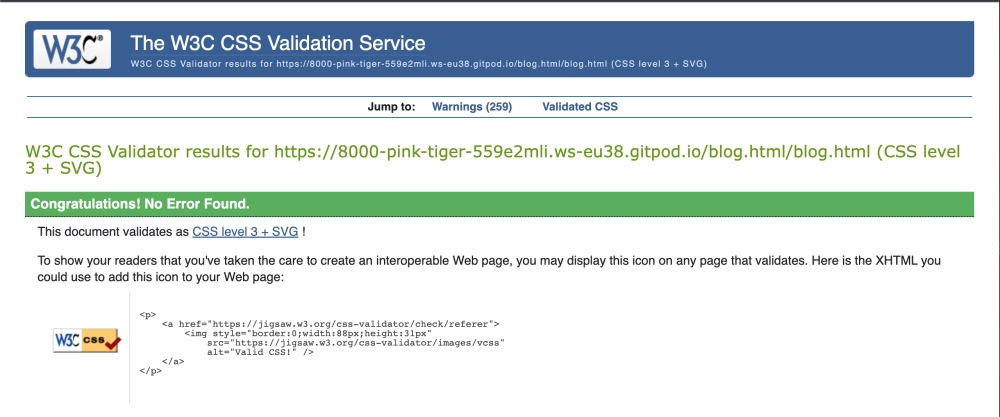 W3C® The W3C CSS Validation Service
W3C CSS Validator results for https://8000-pink-tiger-559e2mli.ws-eu38.gitpod.io/blog.html/blog.html (CSS level 3 + SVG)
Jump to: Warnings (259) Validated CSS
W3C CSS Validator results for https://8000-pink-tiger-559e2mli.ws-eu38.gitpod.io/blog.html/blog.html (CSS level
3 + SVG)
Congratulations! No Error Found.
This document validates as CSS level 3 + SVG !
To show your readers that you've taken the care to create an interoperable Web page, you may display this icon on any page that validates. Here is the XHTML you
could use to add this icon to your Web page:
W3C css
<p>
<a href="https://jigsaw.w3.org/css-validator/check/referer">
<img style="border:0;width:88px;height:31px"
src="https://jigsaw.w3.org/css-validator/images/vcss"
alt="Valid CSS!" />
</a>
</p>